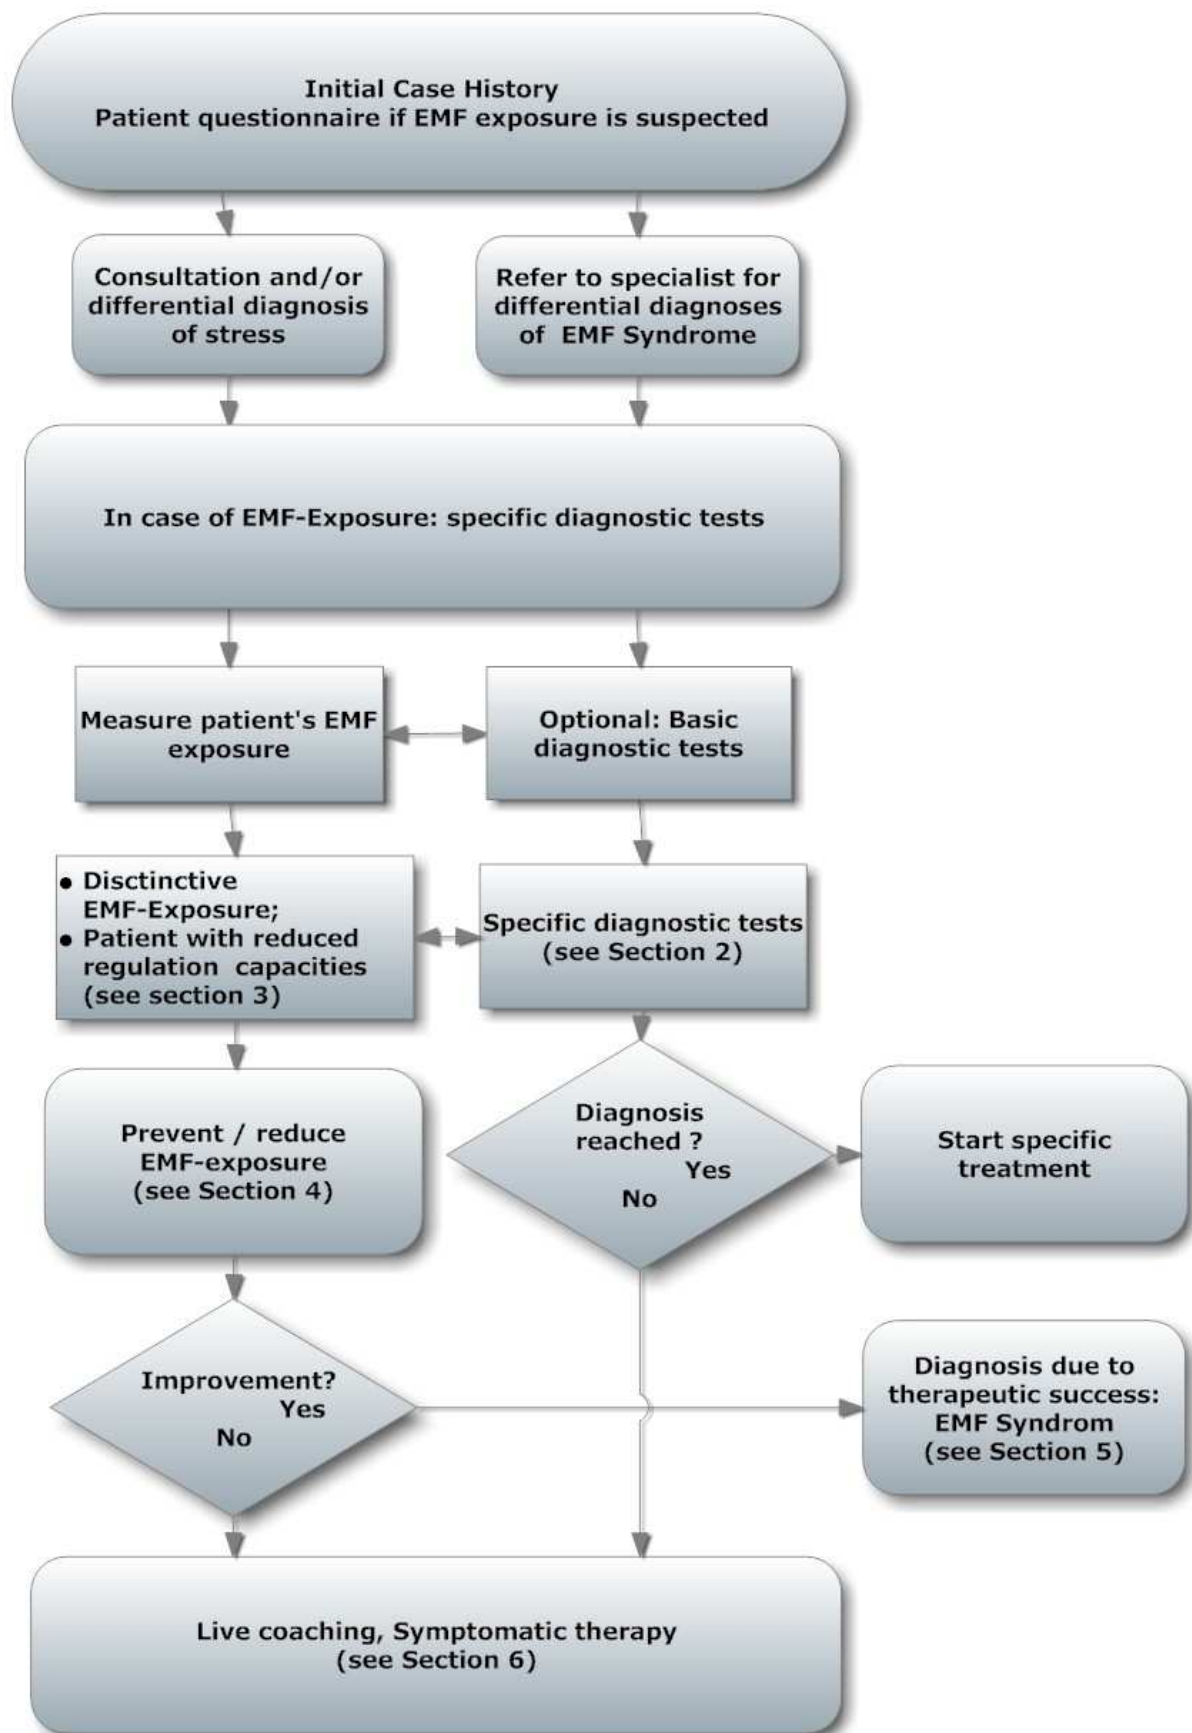 Initial Case History
Patient questionnaire if EMF exposure is suspected
Consultation and/or
differential diagnosis
of stress
Refer to specialist for
differential diagnoses
of EMF Syndrome
In case of EMF-Exposure: specific diagnostic tests
Measure patient's EMF
exposure
Optional: Basic
diagnostic tests
• Disctinctive
EMF-Exposure;
• Patient with reduced
regulation capacities
(see section 3)
Specific diagnostic tests
(see Section 2)
Prevent / reduce
EMF-exposure
(see Section 4)
Diagnosis
reached ?
Yes
No
Start specific
treatment
Improvement?
Yes
No
Diagnosis due to
therapeutic success:
EMF Syndrom
(see Section 5)
Live coaching, Symptomatic therapy
(see Section 6)